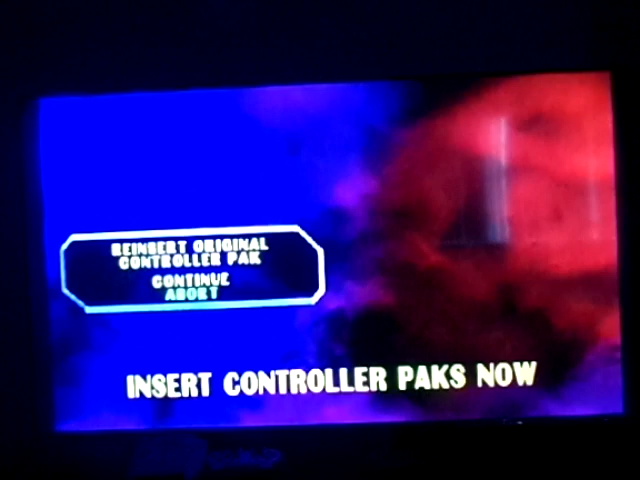 REINSERT ORIGINAL
CONTROLLER PAK
CONTINUE
ABORT
INSERT CONTROLLER PAKS NOW